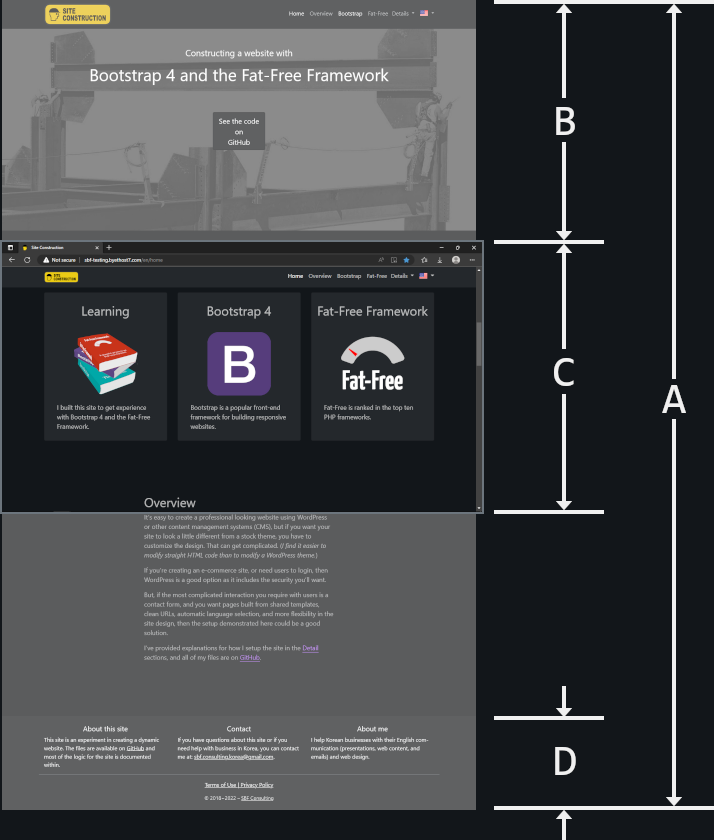 SITE
CONSTRUCTION
Home Overview Bootstrap Fat-Free Details
Constructing a website with
Bootstrap 4 and the Fat-Free Framework
See the code
on
GitHub
B
Site Construction
Not secure | sbf-testing.byethost7.com/en/home
SITE
CONSTRUCTION
Home Overview Bootstrap Fat-Free Details
Learning
Bootstrap 4
Fat-Free Framework
B
Fat-Free
I built this site to get experience
with Bootstrap 4 and the Fat-Free
Framework.
Bootstrap is a popular front-end
framework for building responsive
websites.
Fat-Free is ranked in the top ten
PHP frameworks.
C
A
Overview
It's easy to create a professional looking website using WordPress
or other content management systems (CMS), but if you want your
site to look a little different from a stock theme, you have to
customize the design. That can get complicated. (I find it easier to
modify straight HTML code than to modify a WordPress theme.)
If you're creating an e-commerce site, or need users to login, then
WordPress is a good option as it includes the security you'll want.
But, if the most complicated interaction you require with users is a
contact form, and you want pages built from shared templates,
clean URLs, automatic language selection, and more flexibility in the
site design, then the setup demonstrated here could be a good
solution.
I've provided explanations for how I setup the site in the Detail
sections, and all of my files are on GitHub.
About this site
This site is an experiment in creating a dynamic
website. The files are available on GitHub and
most of the logic for the site is documented
within.
Contact
If you have questions about this site or if you
need help with business in Korea, you can contact
me at: sbf.consulting.korea@gmail.com.
About me
I help Korean businesses with their English com-
munication (presentations, web content, and
emails) and web design.
D
Terms of Use | Privacy Policy
© 2018–2022 – SBF Consulting